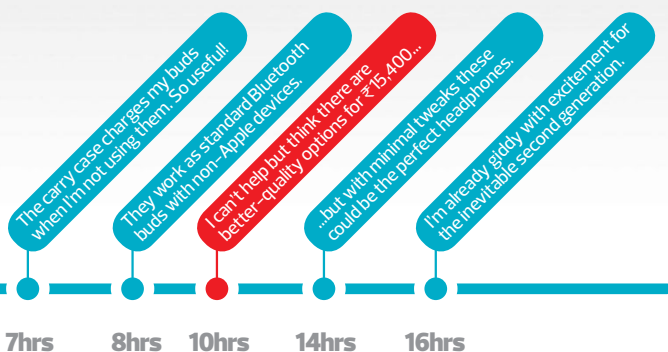 The carry case charges my buds
when I'm not using them. So useful!
They work as standard Bluetooth
buds with non-Apple devices.
I can't help but think there are
better-quality options for ₹15,400...
...but with minimal tweaks these
could be the perfect headphones.
I'm already giddy with excitement for
the inevitable second generation.
7hrs
8hrs
10hrs
14hrs
16hrs